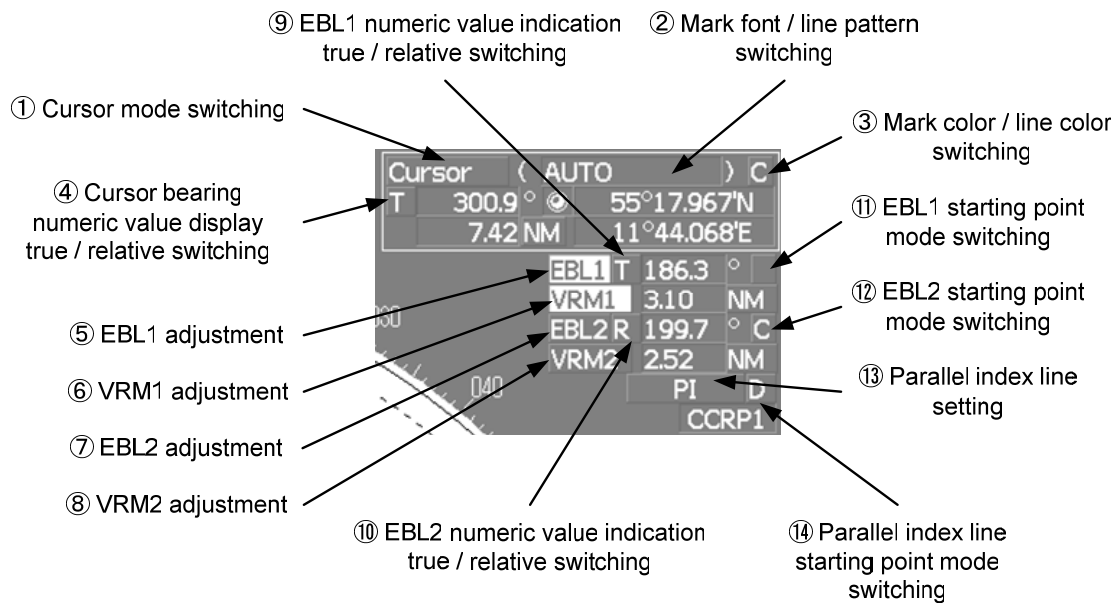 ⑨ EBL1 numeric value indication
true / relative switching
② Mark font / line pattern
switching
① Cursor mode switching
③ Mark color / line color
switching
④ Cursor bearing
numeric value display
true / relative switching
Cursor ( AUTO ) C
T 300.9 ° 55°17.967'N
7.42 NM 11°44.068'E
⑪ EBL1 starting point
mode switching
EBL1 T 186.3 °
VRM1 3.10 NM
EBL2 R 199.7 ° C
VRM2 2.52 NM
PI D
CCRP1
040
⑫ EBL2 starting point
mode switching
⑤ EBL1 adjustment
⑥ VRM1 adjustment
⑬ Parallel index line
setting
⑦ EBL2 adjustment
⑧ VRM2 adjustment
⑩ EBL2 numeric value indication
true / relative switching
⑭ Parallel index line
starting point mode
switching